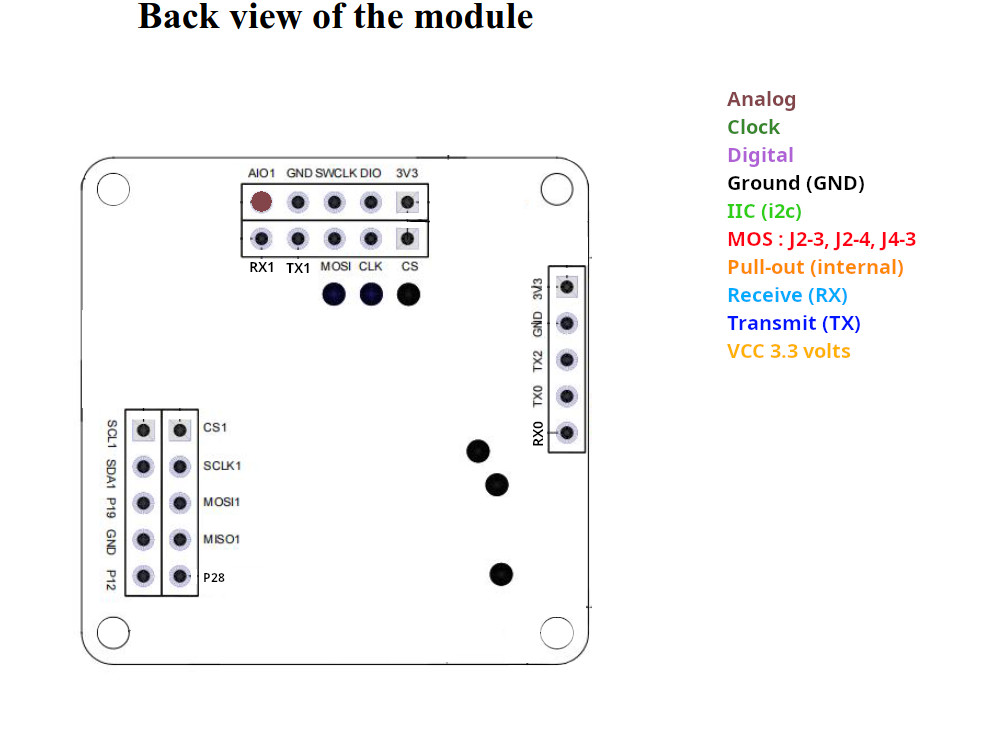 Back view of the module
Analog
Clock
Digital
Ground (GND)
IIC (i2c)
MOS : J2-3, J2-4, J4-3
Pull-out (internal)
Receive (RX)
Transmit (TX)
VCC 3.3 volts
AIO1 GND SWCLK DIO 3V3
RX1 TX1 MOSI CLK CS
3V3
GND
TX2
TX0
RX0
SCL1
SDA1
P19
GND
P12
CS1
SCLK1
MOSI1
MISO1
P28